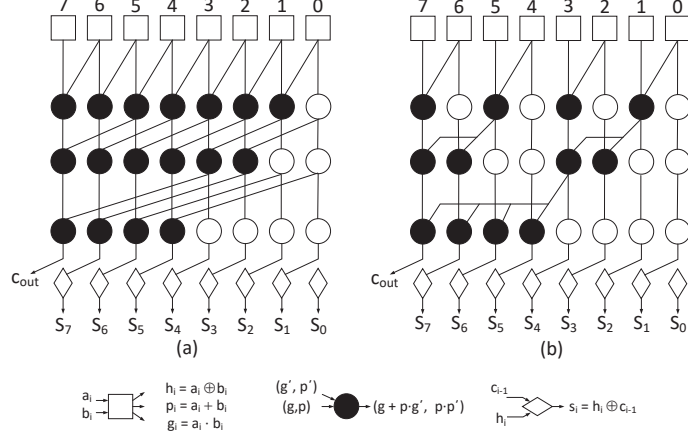 7 6 5 4 3 2 1 0
7 6 5 4 3 2 1 0
c_out
c_out
S₇ S₆ S₅ S₄ S₃ S₂ S₁ S₀
S₇ S₆ S₅ S₄ S₃ S₂ S₁ S₀
(a)
(b)
aᵢ
bᵢ
hᵢ = aᵢ ⊕ bᵢ
pᵢ = aᵢ + bᵢ
gᵢ = aᵢ · bᵢ
(g′, p′)
(g,p)
(g + p·g′, p·p′)
cᵢ₋₁
hᵢ
sᵢ = hᵢ ⊕ cᵢ₋₁